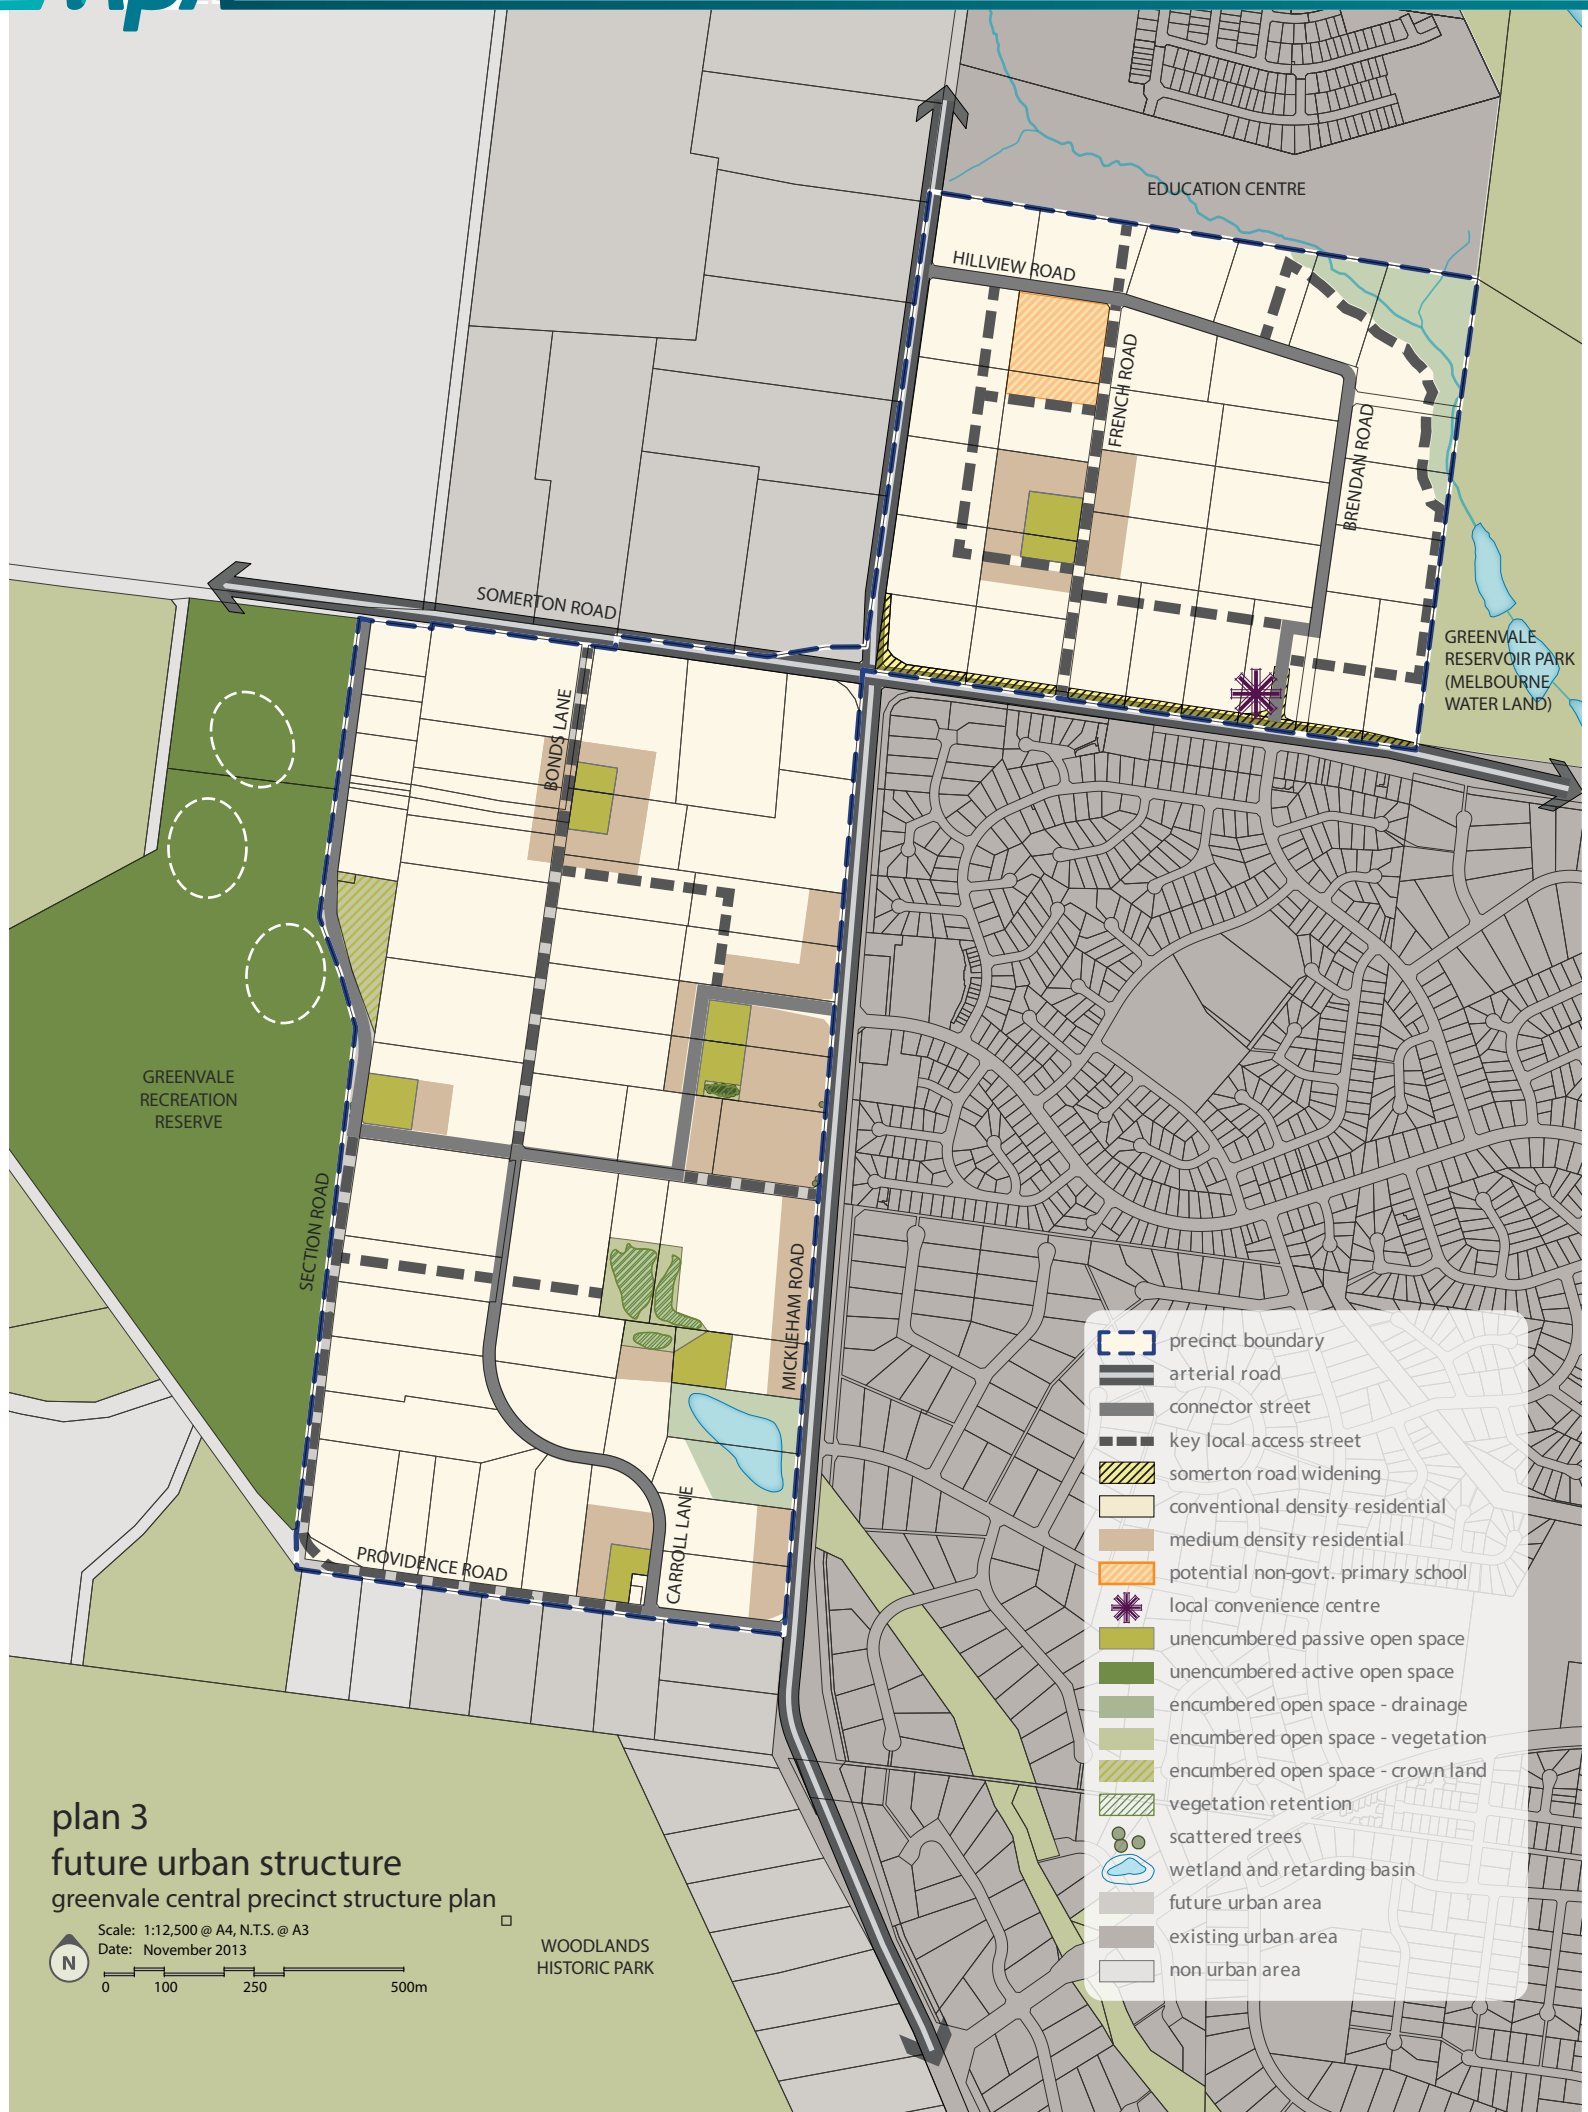 EDUCATION CENTRE
HILLVIEW ROAD
FRENCH ROAD
BRENDAN ROAD
SOMERTON ROAD
GREENVALE
RESERVOIR PARK
(MELBOURNE
WATER LAND)
BONDS LANE
GREENVALE
RECREATION
RESERVE
SECTION ROAD
MICKLEHAM ROAD
CARROLL LANE
PROVIDENCE ROAD
precinct boundary
arterial road
connector street
key local access street
somerton road widening
conventional density residential
medium density residential
potential non-govt. primary school
local convenience centre
unencumbered passive open space
unencumbered active open space
encumbered open space - drainage
encumbered open space - vegetation
encumbered open space - crown land
vegetation retention
scattered trees
wetland and retarding basin
future urban area
existing urban area
non urban area
plan 3
future urban structure
greenvale central precinct structure plan
Scale: 1:12,500 @ A4, N.T.S. @ A3
Date: November 2013
N
0 100 250 500m
WOODLANDS
HISTORIC PARK